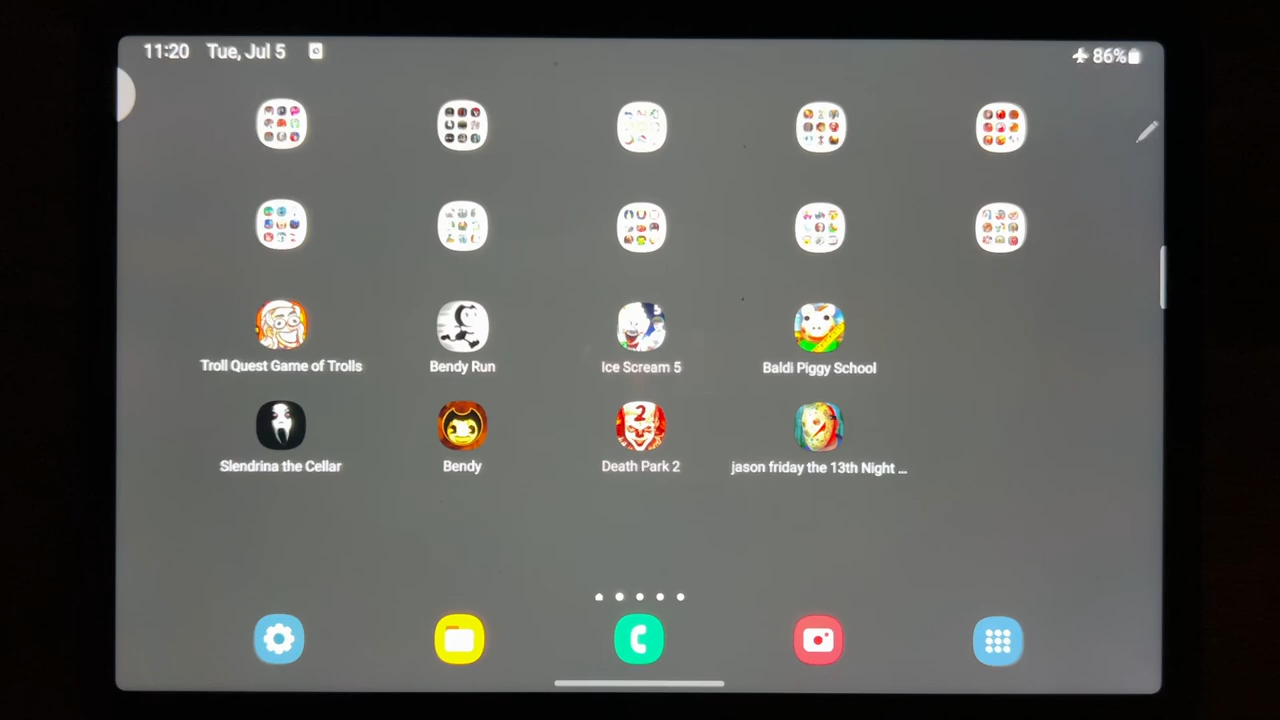 11:20 Tue, Jul 5
86%
Troll Quest Game of Trolls
Bendy Run
Ice Scream 5
Baldi Piggy School
2
Slendrina the Cellar
Bendy
Death Park 2
jason friday the 13th Night ...